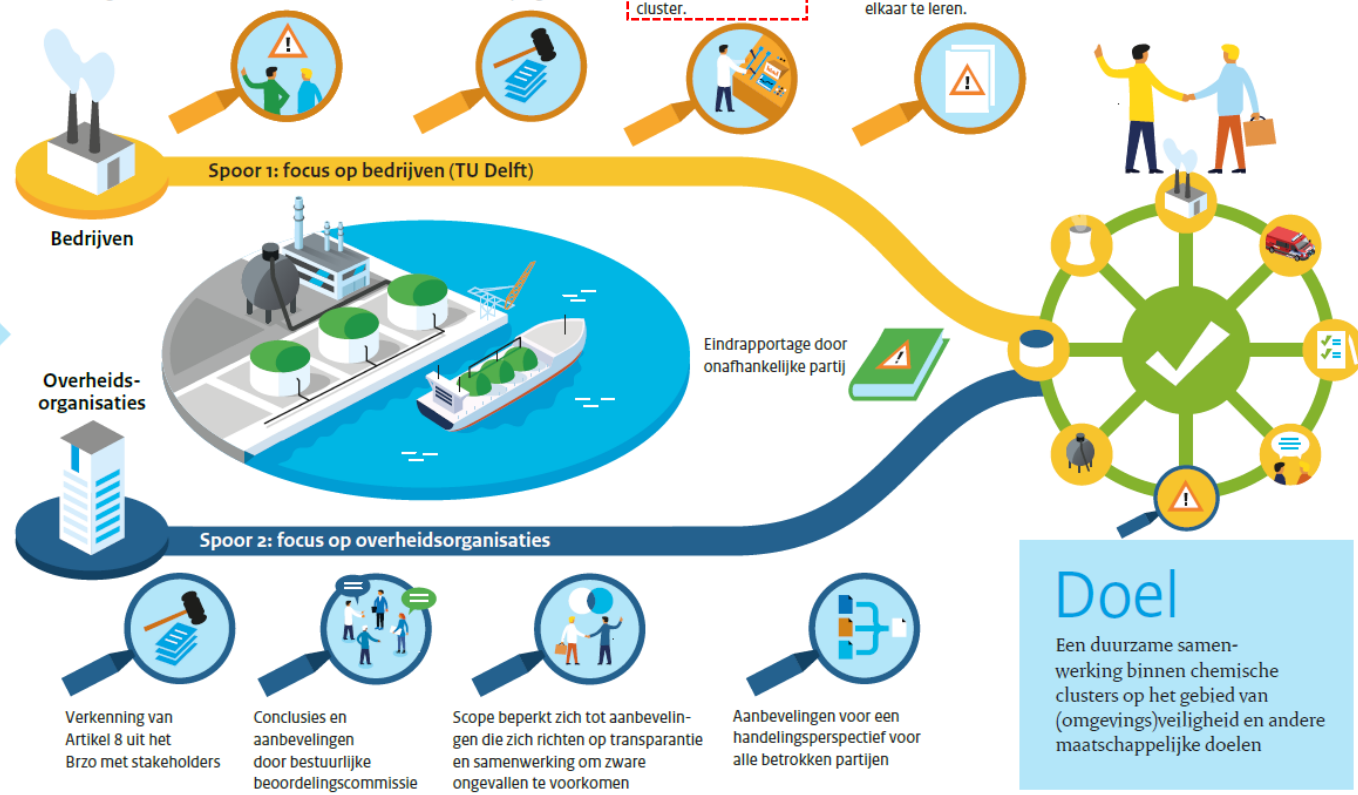 cluster.
elkaar te leren.
Spoor 1: focus op bedrijven (TU Delft)
Bedrijven
Eindrapportage door
onafhankelijke partij
Overheids-
organisaties
Spoor 2: focus op overheidsorganisaties
Verkenning van
Artikel 8 uit het
Brzo met stakeholders
Conclusies en
aanbevelingen
door bestuurlijke
beoordelingscommissie
Scope beperkt zich tot aanbevelin-
gen die zich richten op transparantie
en samenwerking om zware
ongevallen te voorkomen
Aanbevelingen voor een
handelingsperspectief voor
alle betrokken partijen
Doel
Een duurzame samen-
werking binnen chemische
clusters op het gebied van
(omgevings)veiligheid en andere
maatschappelijke doelen